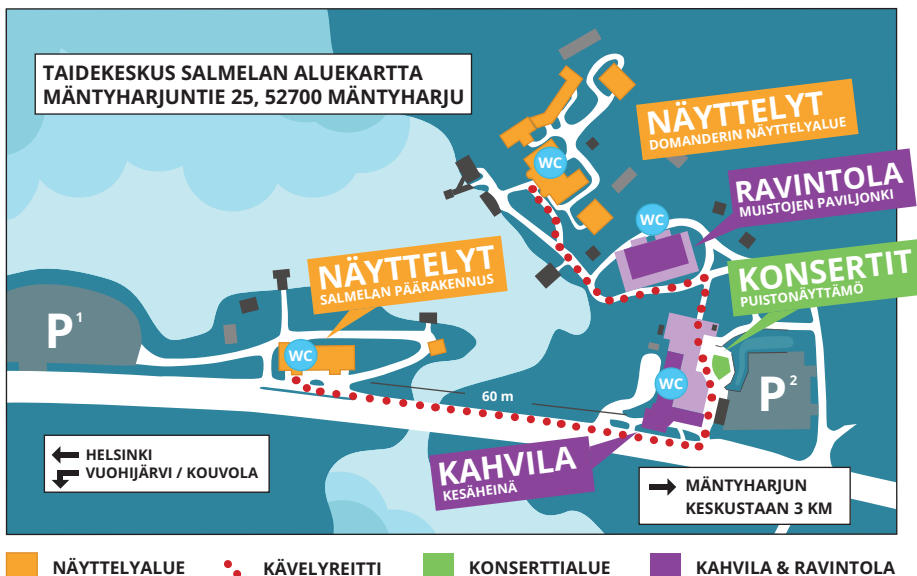 TAIDEKESKUS SALMELAN ALUEKARTTA
MÄNTYHARJUNTIE 25, 52700 MÄNTYHARJU
NÄYTTELYT
DOMANDERIN NÄYTTELYALUE
WC
RAVINTOLA
MUISTOJEN PAVILJONKI
WC
NÄYTTELYT
SALMELAN PÄÄRAKENNUS
KONSERTIT
PUISTONÄYTTÄMÖ
P1
WC
WC
P2
60 m
KAHVILA
KESÄHEINÄ
HELSINKI
VUOHIJÄRVI / KOUVOLA
MÄNTYHARJUN
KESKUSTAAN 3 KM
NÄYTTELYALUE
KÄVELYREITTI
KONSERTTIALUE
KAHVILA & RAVINTOLA